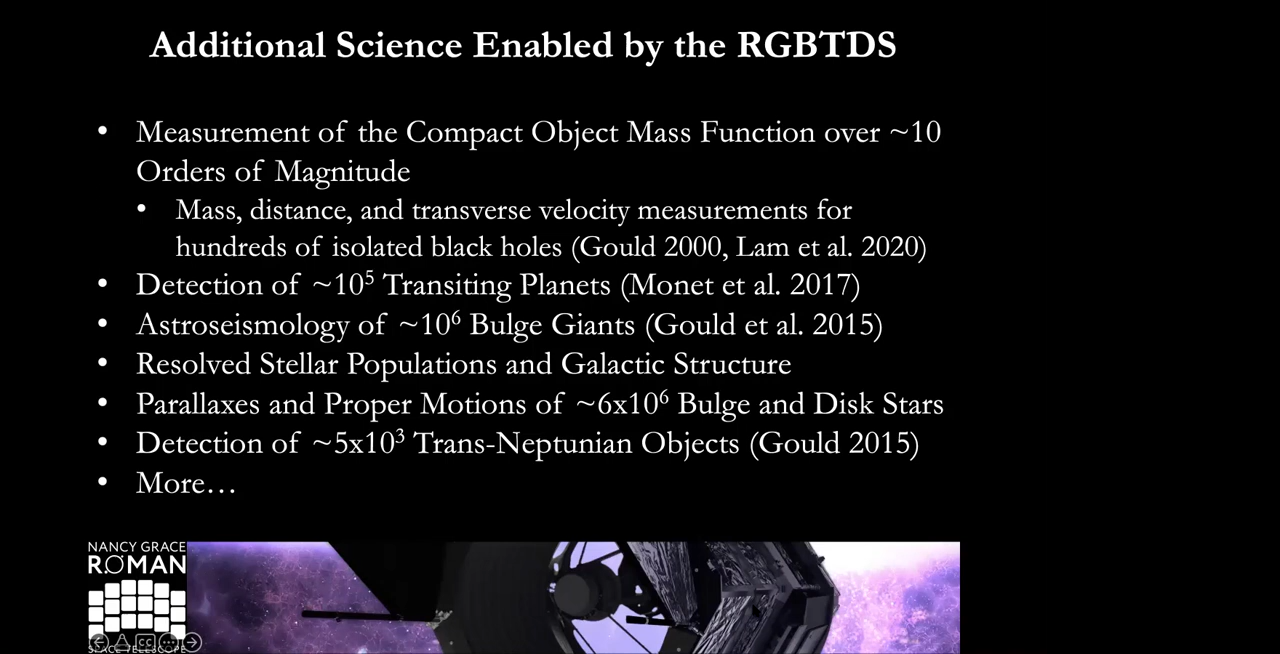 Additional Science Enabled by the RGBTDS
• Measurement of the Compact Object Mass Function over ~10
Orders of Magnitude
• Mass, distance, and transverse velocity measurements for
hundreds of isolated black holes (Gould 2000, Lam et al. 2020)
• Detection of ~10⁵ Transiting Planets (Monet et al. 2017)
• Astroseismology of ~10⁶ Bulge Giants (Gould et al. 2015)
• Resolved Stellar Populations and Galactic Structure
• Parallaxes and Proper Motions of ~6x10⁶ Bulge and Disk Stars
• Detection of ~5x10³ Trans-Neptunian Objects (Gould 2015)
• More…
NANCY GRACE
ROMAN
SPACE TELESCOPE